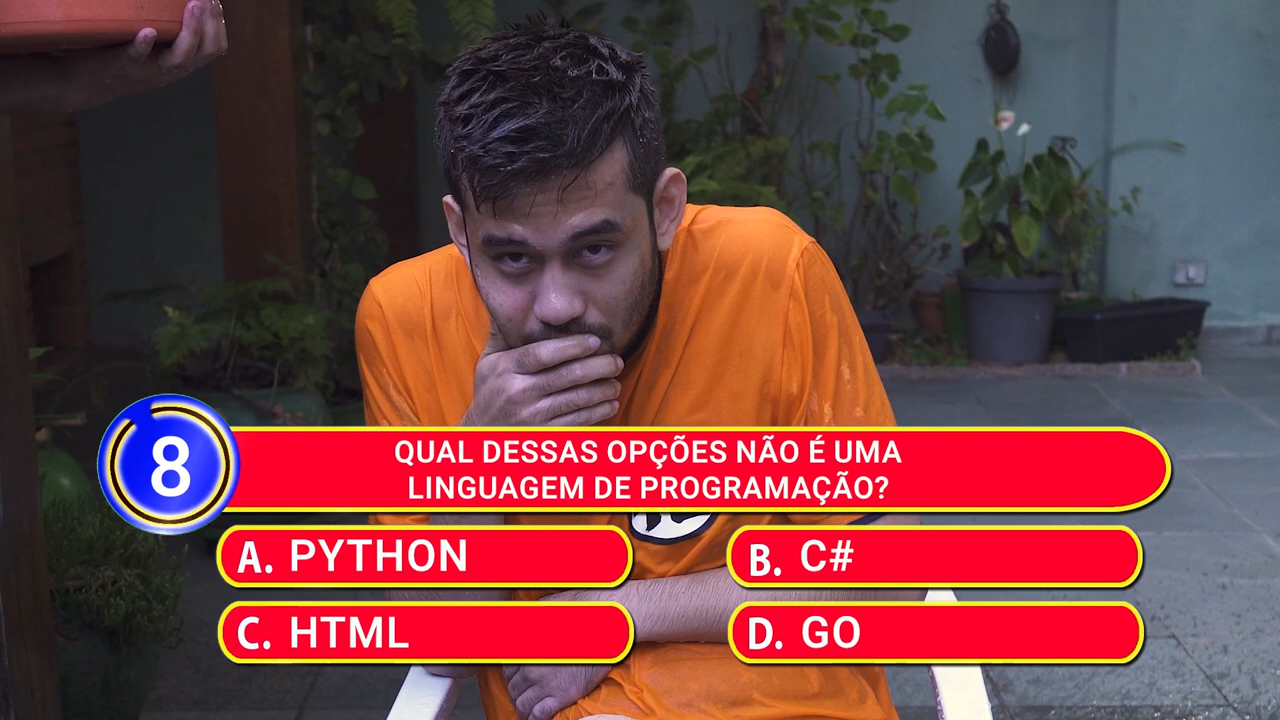 8
QUAL DESSAS OPÇÕES NÃO É UMA
LINGUAGEM DE PROGRAMAÇÃO?
A. PYTHON
B. C#
C. HTML
D. GO